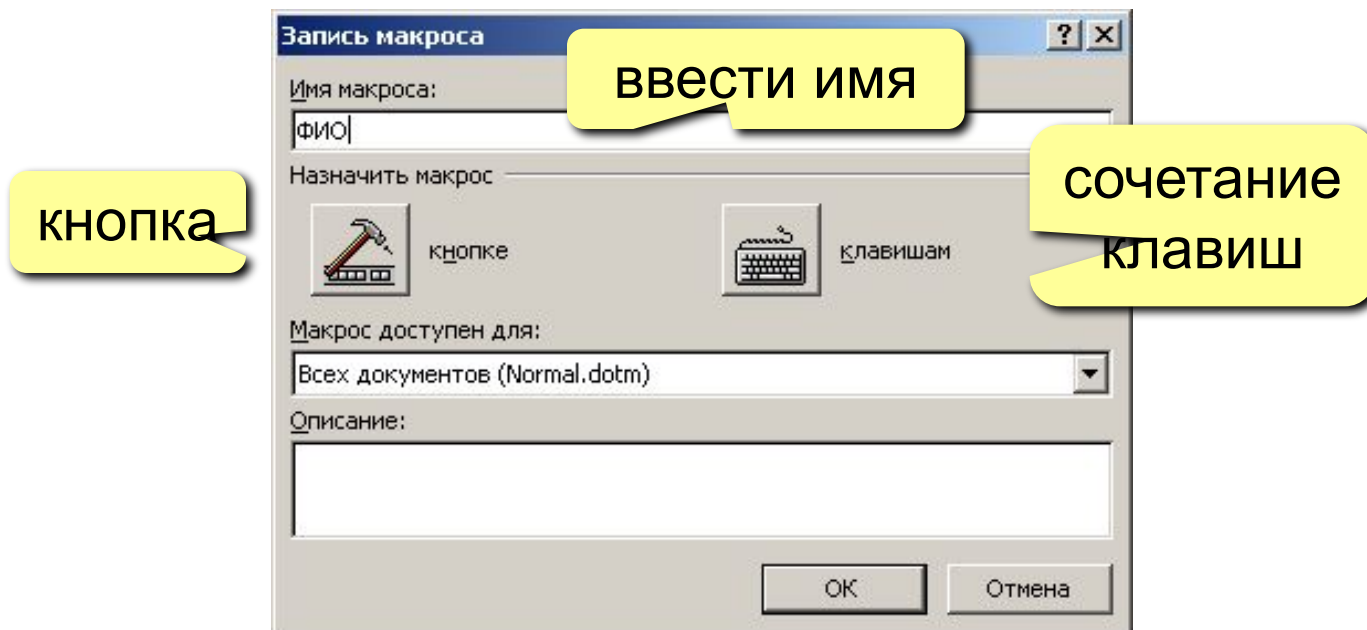 Запись макроса
ввести имя
Имя макроса:
ФИО
Назначить макрос
кнопка
кнопке
клавишам
сочетание
клавиш
Макрос доступен для:
Всех документов (Normal.dotm)
Описание:
ОК
Отмена